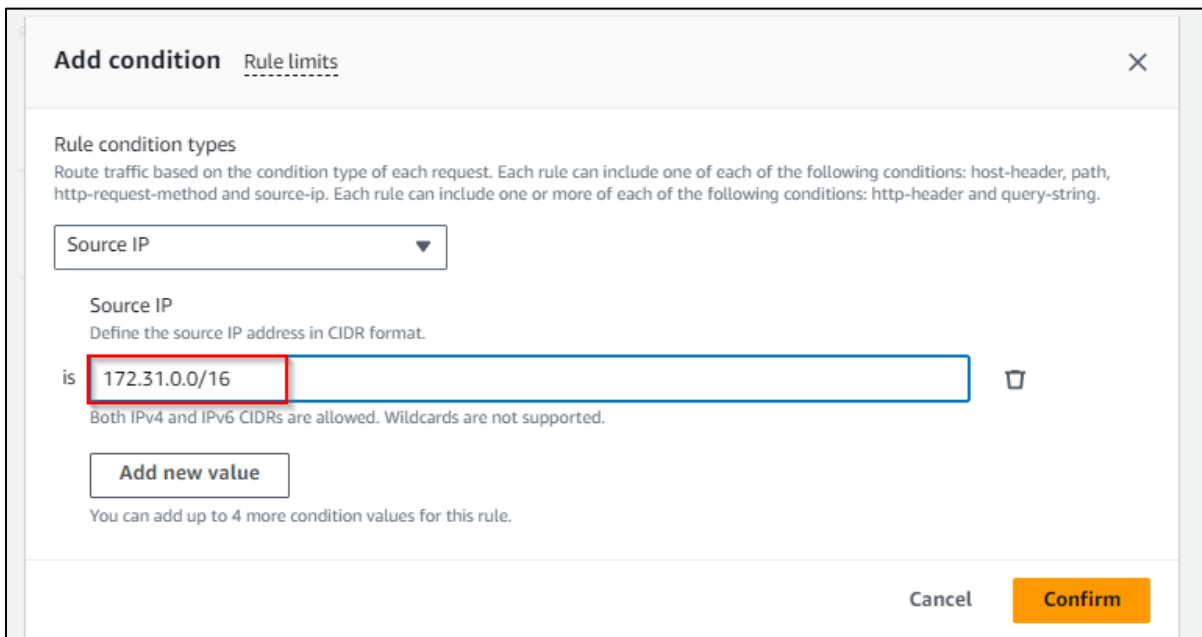 Add condition Rule limits
Rule condition types
Route traffic based on the condition type of each request. Each rule can include one of each of the following conditions: host-header, path,
http-request-method and source-ip. Each rule can include one or more of each of the following conditions: http-header and query-string.
Source IP
Source IP
Define the source IP address in CIDR format.
is 172.31.0.0/16
Both IPv4 and IPv6 CIDRs are allowed. Wildcards are not supported.
Add new value
You can add up to 4 more condition values for this rule.
Cancel Confirm